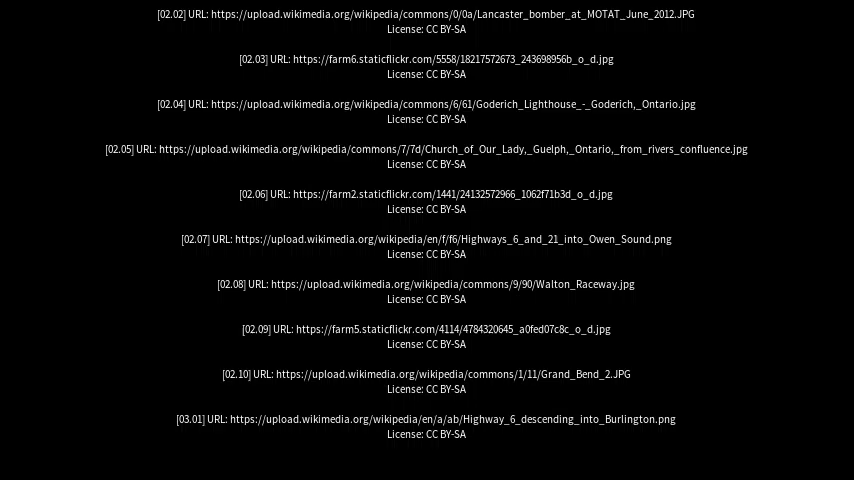 [02.02] URL: https://upload.wikimedia.org/wikipedia/commons/0/0a/Lancaster_bomber_at_MOTAT_June_2012.JPG
License: CC BY-SA
[02.03] URL: https://farm6.staticflickr.com/5558/18217572673_243698956b_o_d.jpg
License: CC BY-SA
[02.04] URL: https://upload.wikimedia.org/wikipedia/commons/6/61/Goderich_Lighthouse_-_Goderich,_Ontario.jpg
License: CC BY-SA
[02.05] URL: https://upload.wikimedia.org/wikipedia/commons/7/7d/Church_of_Our_Lady,_Guelph,_Ontario,_from_rivers_confluence.jpg
License: CC BY-SA
[02.06] URL: https://farm2.staticflickr.com/1441/24132572966_1062f71b3d_o_d.jpg
License: CC BY-SA
[02.07] URL: https://upload.wikimedia.org/wikipedia/en/f/f6/Highways_6_and_21_into_Owen_Sound.png
License: CC BY-SA
[02.08] URL: https://upload.wikimedia.org/wikipedia/commons/9/90/Walton_Raceway.jpg
License: CC BY-SA
[02.09] URL: https://farm5.staticflickr.com/4114/4784320645_a0fed07c8c_o_d.jpg
License: CC BY-SA
[02.10] URL: https://upload.wikimedia.org/wikipedia/commons/1/11/Grand_Bend_2.JPG
License: CC BY-SA
[03.01] URL: https://upload.wikimedia.org/wikipedia/en/a/ab/Highway_6_descending_into_Burlington.png
License: CC BY-SA